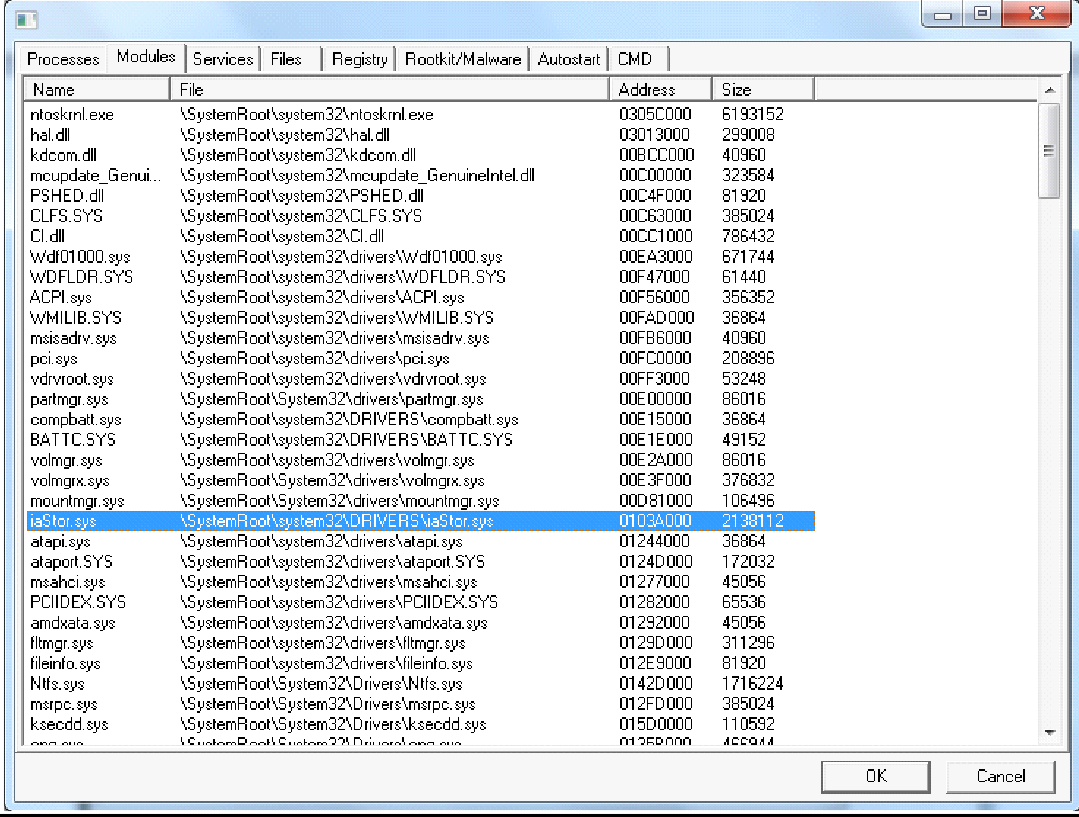 Processes Modules Services Files Registry Rootkit/Malware Autostart CMD
Name File Address Size
ntoskrnl.exe \SystemRoot\system32\ntoskrnl.exe 0305C000 6193152
hal.dll \SystemRoot\system32\hal.dll 03013000 299008
kdcom.dll \SystemRoot\system32\kdcom.dll 00BCC000 40960
mcupdate_Genui... \SystemRoot\system32\mcupdate_GenuineIntel.dll 00C00000 323584
PSHED.dll \SystemRoot\system32\PSHED.dll 00C4F000 81920
CLFS.SYS \SystemRoot\system32\CLFS.SYS 00C63000 385024
CI.dll \SystemRoot\system32\CI.dll 00CC1000 786432
Wdf01000.sys \SystemRoot\system32\drivers\Wdf01000.sys 00EA3000 671744
WDFLDR.SYS \SystemRoot\system32\drivers\WDFLDR.SYS 00F47000 61440
ACPI.sys \SystemRoot\system32\drivers\ACPI.sys 00F56000 356352
WMILIB.SYS \SystemRoot\system32\drivers\WMILIB.SYS 00FAD000 36864
msisadrv.sys \SystemRoot\system32\drivers\msisadrv.sys 00FB6000 40960
pci.sys \SystemRoot\system32\drivers\pci.sys 00FC0000 208896
vdrvroot.sys \SystemRoot\system32\drivers\vdrvroot.sys 00FF3000 53248
partmgr.sys \SystemRoot\System32\drivers\partmgr.sys 00E00000 86016
compbatt.sys \SystemRoot\system32\DRIVERS\compbatt.sys 00E15000 36864
BATTC.SYS \SystemRoot\system32\DRIVERS\BATTC.SYS 00E1E000 49152
volmgr.sys \SystemRoot\system32\drivers\volmgr.sys 00E2A000 86016
volmgrx.sys \SystemRoot\System32\drivers\volmgrx.sys 00E3F000 376832
mountmgr.sys \SystemRoot\System32\drivers\mountmgr.sys 00D81000 106496
iaStor.sys \SystemRoot\system32\DRIVERS\iaStor.sys 0103A000 2138112
atapi.sys \SystemRoot\system32\drivers\atapi.sys 01244000 36864
ataport.SYS \SystemRoot\system32\drivers\ataport.SYS 0124D000 172032
msahci.sys \SystemRoot\system32\drivers\msahci.sys 01277000 45056
PCIIDEX.SYS \SystemRoot\system32\drivers\PCIIDEX.SYS 01282000 65536
amdxata.sys \SystemRoot\system32\drivers\amdxata.sys 01292000 45056
fltmgr.sys \SystemRoot\system32\drivers\fltmgr.sys 0129D000 311296
fileinfo.sys \SystemRoot\system32\drivers\fileinfo.sys 012E9000 81920
Ntfs.sys \SystemRoot\System32\Drivers\Ntfs.sys 0142D000 1716224
msrpc.sys \SystemRoot\System32\Drivers\msrpc.sys 012FD000 385024
ksecdd.sys \SystemRoot\System32\Drivers\ksecdd.sys 015D0000 110592
OK Cancel